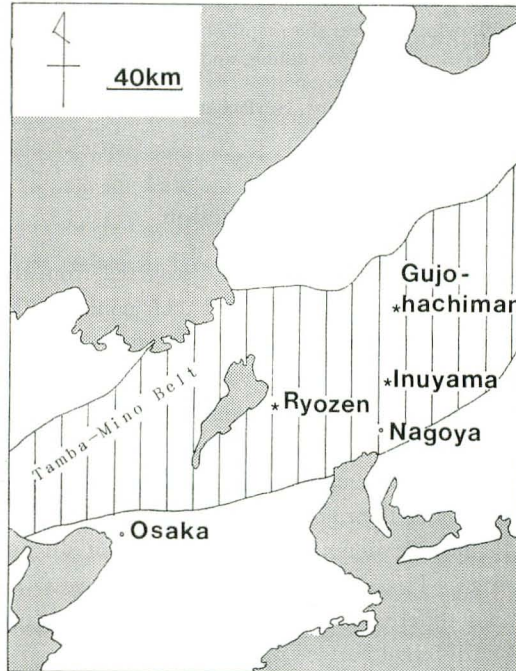 40km
Gujo-
hachiman
Inuyama
Ryozen
Nagoya
Tamba-Mino Belt
Osaka